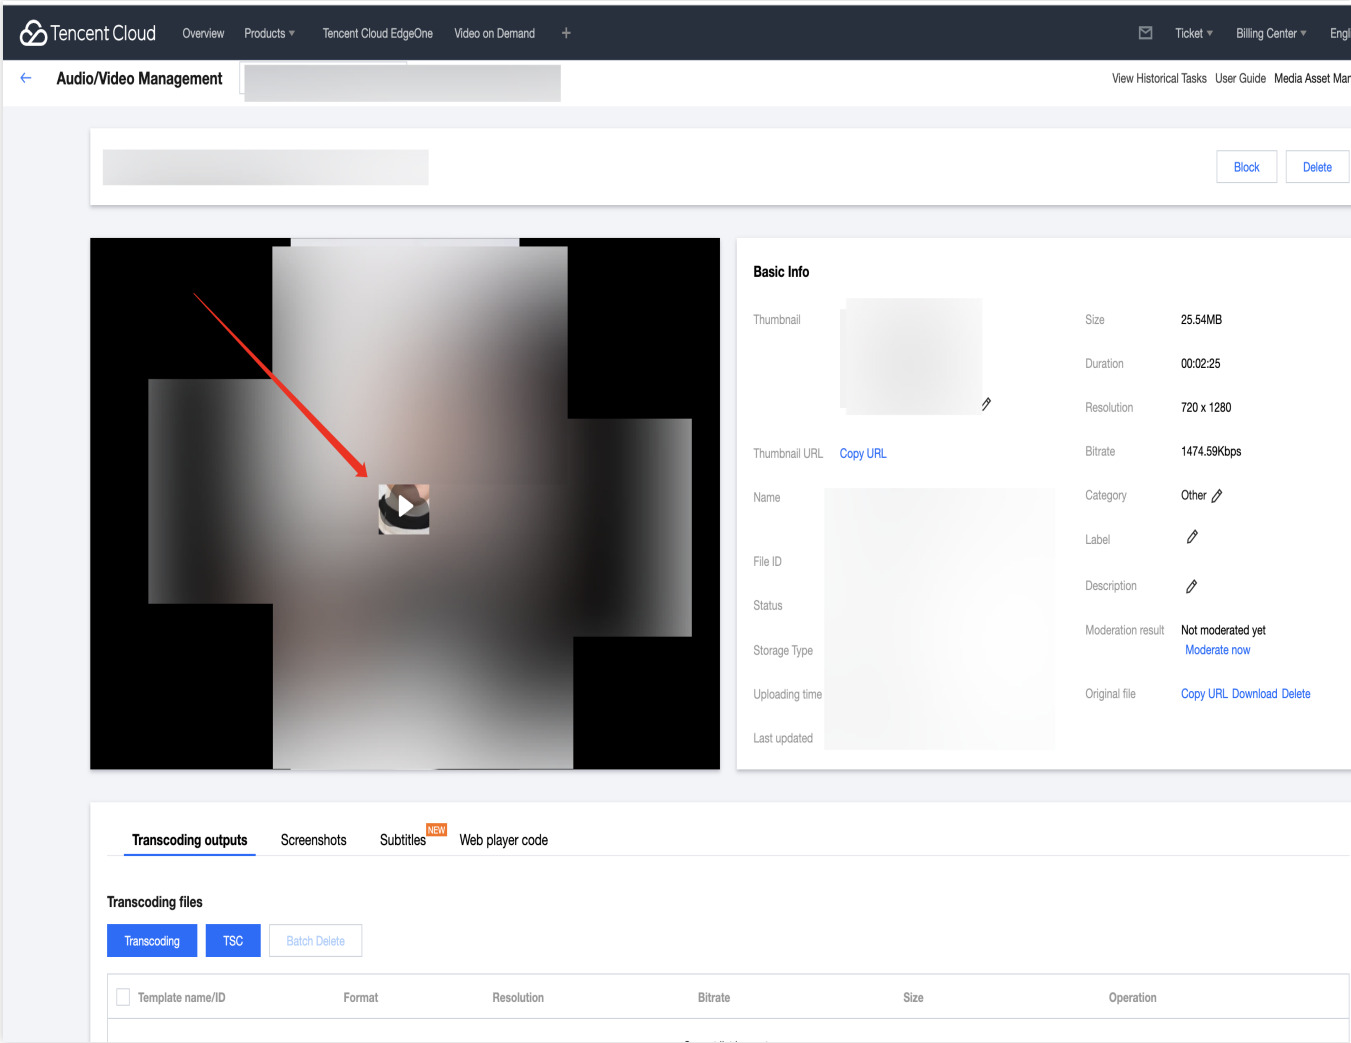 Tencent Cloud Overview Products Tencent Cloud EdgeOne Video on Demand + Ticket Billing Center
Audio/Video Management View Historical Tasks User Guide Media Asset
Block Delete
Basic Info
Thumbnail
Size 25.54MB
Duration 00:02:25
Resolution 720 x 1280
Thumbnail URL Copy URL
Bitrate 1474.59Kbps
Name
Category Other
Label
File ID
Description
Status
Moderation result Not moderated yet
Moderate now
Storage Type
Uploading time
Original file Copy URL Download Delete
Last updated
Transcoding outputs Screenshots Subtitles NEW Web player code
Transcoding files
Transcoding TSC Batch Delete
Template name/ID Format Resolution Bitrate Size Operation